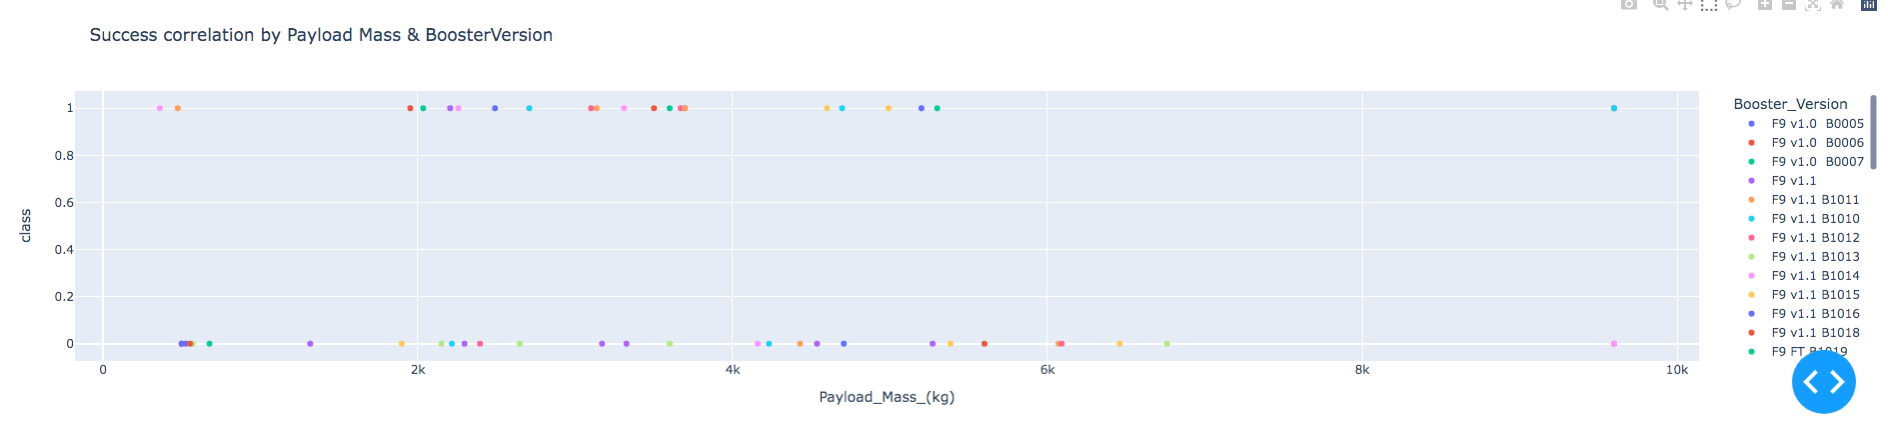 Success correlation by Payload Mass & BoosterVersion
1
0.8
0.6
0.4
0.2
0
class
0 2k 4k 6k 8k 10k
Payload_Mass_(kg)
Booster_Version
F9 v1.0  B0005
F9 v1.0  B0006
F9 v1.0  B0007
F9 v1.1
F9 v1.1 B1011
F9 v1.1 B1010
F9 v1.1 B1012
F9 v1.1 B1013
F9 v1.1 B1014
F9 v1.1 B1015
F9 v1.1 B1016
F9 v1.1 B1018
F9 FT B1019